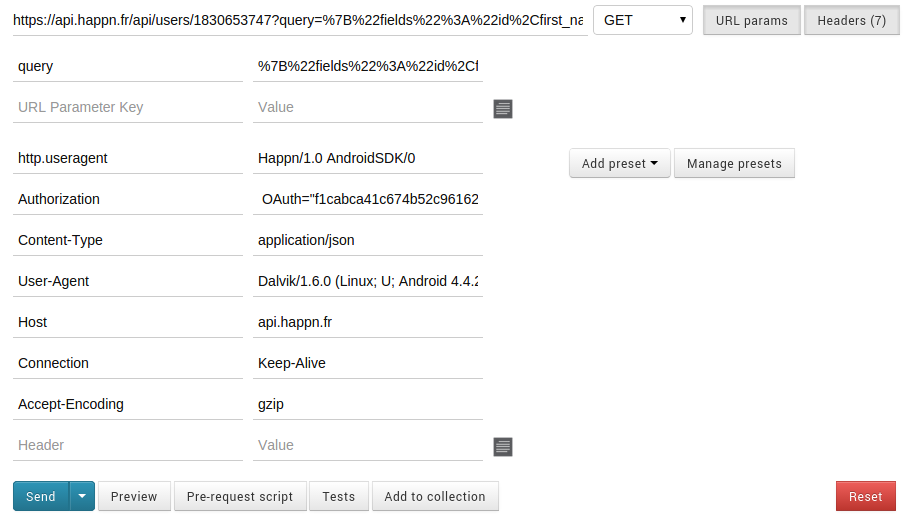 https://api.happn.fr/api/users/1830653747?query=%7B%22fields%22%3A%22id%2Cfirst_na GET URL params Headers (7)
query %7B%22fields%22%3A%22id%2Cf
URL Parameter Key Value
http.useragent Happn/1.0 AndroidSDK/0 Add preset Manage presets
Authorization OAuth="f1cabca41c674b52c96162
Content-Type application/json
User-Agent Dalvik/1.6.0 (Linux; U; Android 4.4.2
Host api.happn.fr
Connection Keep-Alive
Accept-Encoding gzip
Header Value
Send Preview Pre-request script Tests Add to collection Reset